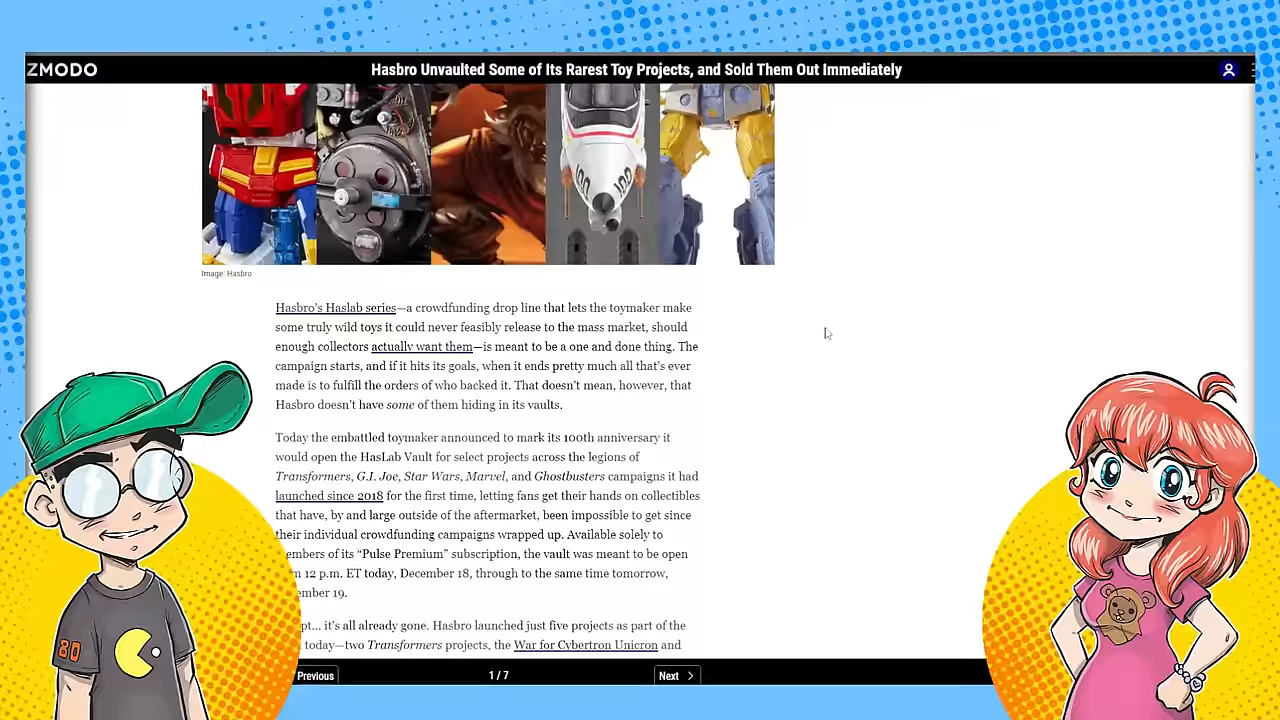 ZMODO
Hasbro Unvaulted Some of Its Rarest Toy Projects, and Sold Them Out Immediately
100
100
Image: Hasbro
Hasbro's Haslab series—a crowdfunding drop line that lets the toymaker make
some truly wild toys it could never feasibly release to the mass market, should
enough collectors actually want them—is meant to be a one and done thing. The
campaign starts, and if it hits its goals, when it ends pretty much all that's ever
made is to fulfill the orders of who backed it. That doesn't mean, however, that
Hasbro doesn't have some of them hiding in its vaults.
Today the embattled toymaker announced to mark its 100th anniversary it
would open the HasLab Vault for select projects across the legions of
Transformers, G.I. Joe, Star Wars, Marvel, and Ghostbusters campaigns it had
launched since 2018 for the first time, letting fans get their hands on collectibles
that have, by and large outside of the aftermarket, been impossible to get since
their individual crowdfunding campaigns wrapped up. Available solely to
embers of its "Pulse Premium" subscription, the vault was meant to be open
12 p.m. ET today, December 18, through to the same time tomorrow,
ember 19.
pt... it's all already gone. Hasbro launched just five projects as part of the
today—two Transformers projects, the War for Cybertron Unicron and
80
Previous
1 / 7
Next